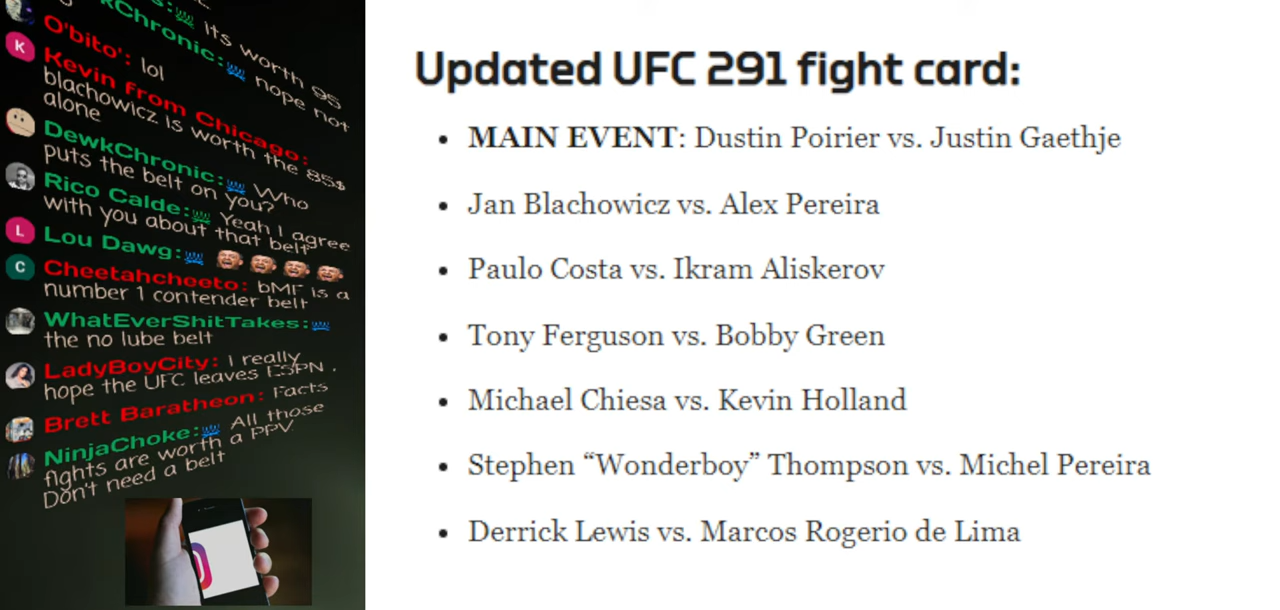 Its worth 95
kChronic: nope not
O'bito': lol
Kevin From Chicago:
blachowicz is worth the 85$
alone
DewkChronic: Who
puts the belt on you?
Rico Calde: Yeah I agree
with you about that belt
Lou Dawg:
Cheetahcheeto: bMF is a
number 1 contender belt
WhatEverShitTakes:
the no lube belt
LadyBoyCity: I really
hope the UFC leaves ESPN .
Brett Baratheon: Facts
NinjaChoke: All those
fights are worth a PPV
Don't need a belt
Updated UFC 291 fight card:
• MAIN EVENT: Dustin Poirier vs. Justin Gaethje
• Jan Blachowicz vs. Alex Pereira
• Paulo Costa vs. Ikram Aliskerov
• Tony Ferguson vs. Bobby Green
• Michael Chiesa vs. Kevin Holland
• Stephen “Wonderboy” Thompson vs. Michel Pereira
• Derrick Lewis vs. Marcos Rogerio de Lima